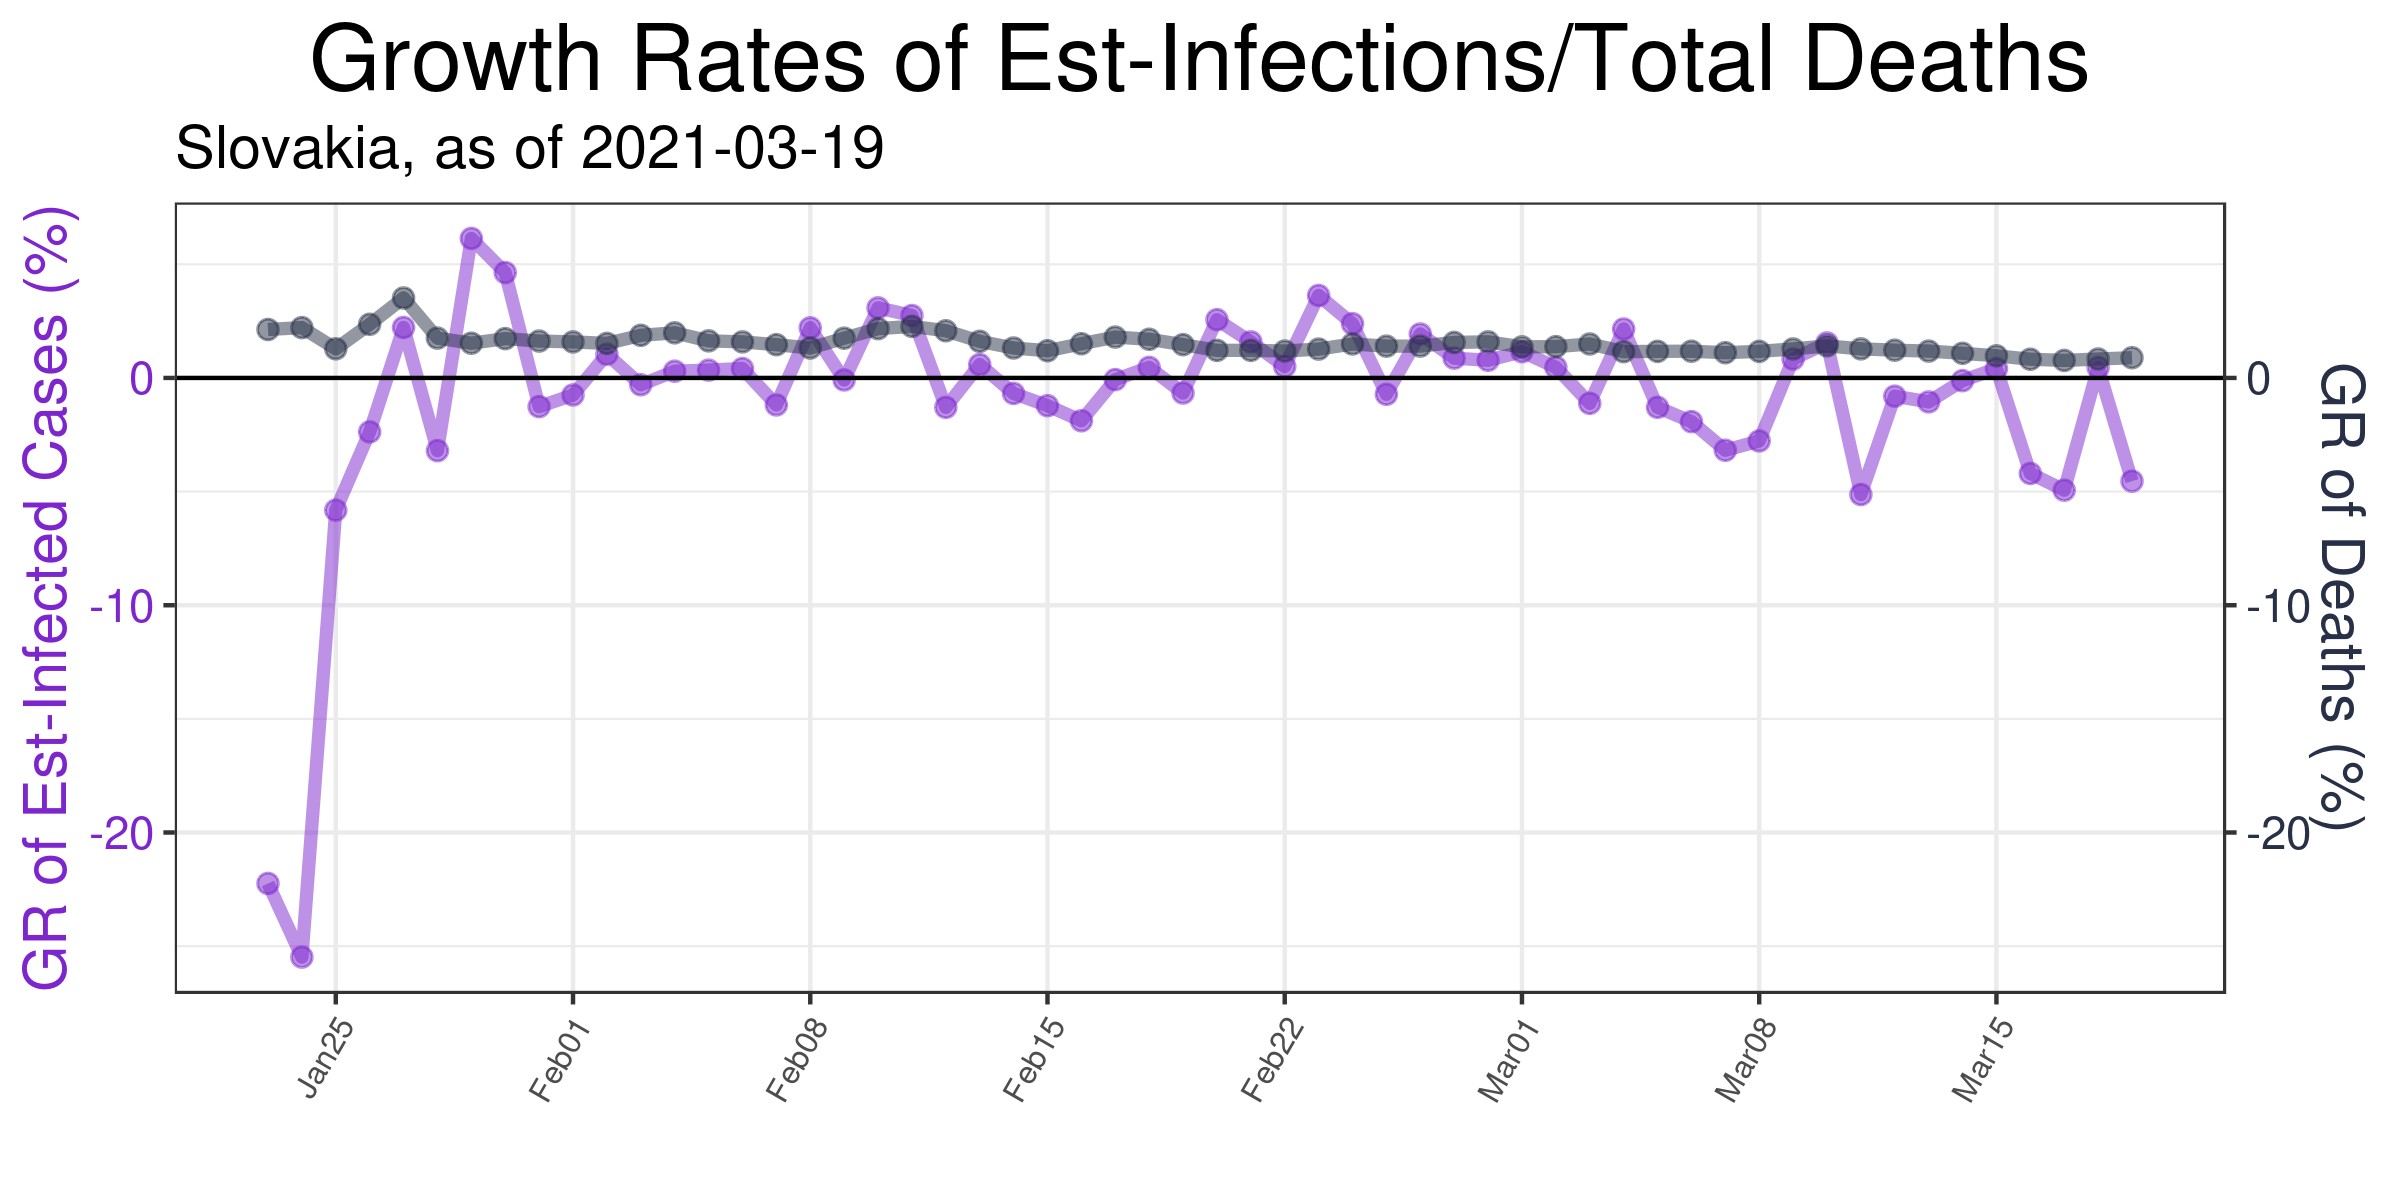 Growth Rates of Est-Infections/Total Deaths
Slovakia, as of 2021-03-19
GR of Est-Infected Cases (%)
0
-10
-20
0
-10
-20
GR of Deaths (%)
Jan25
Feb01
Feb08
Feb15
Feb22
Mar01
Mar08
Mar15